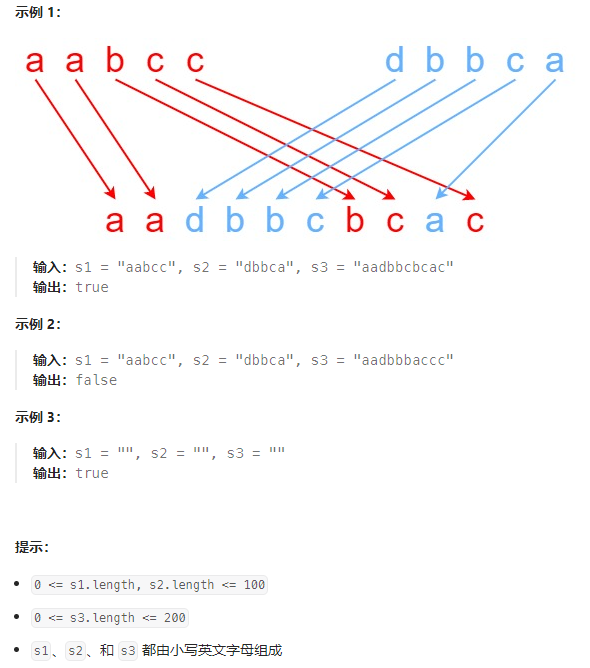 示例 1：
a a b c c d b b c a
a a d b b c b c a c
输入：s1 = "aabcc", s2 = "dbbca", s3 = "aadbbcbcac"
输出：true
示例 2：
输入：s1 = "aabcc", s2 = "dbbca", s3 = "aadbbbaccc"
输出：false
示例 3：
输入：s1 = "", s2 = "", s3 = ""
输出：true
提示：
0 <= s1.length, s2.length <= 100
0 <= s3.length <= 200
s1、s2、和 s3 都由小写英文字母组成